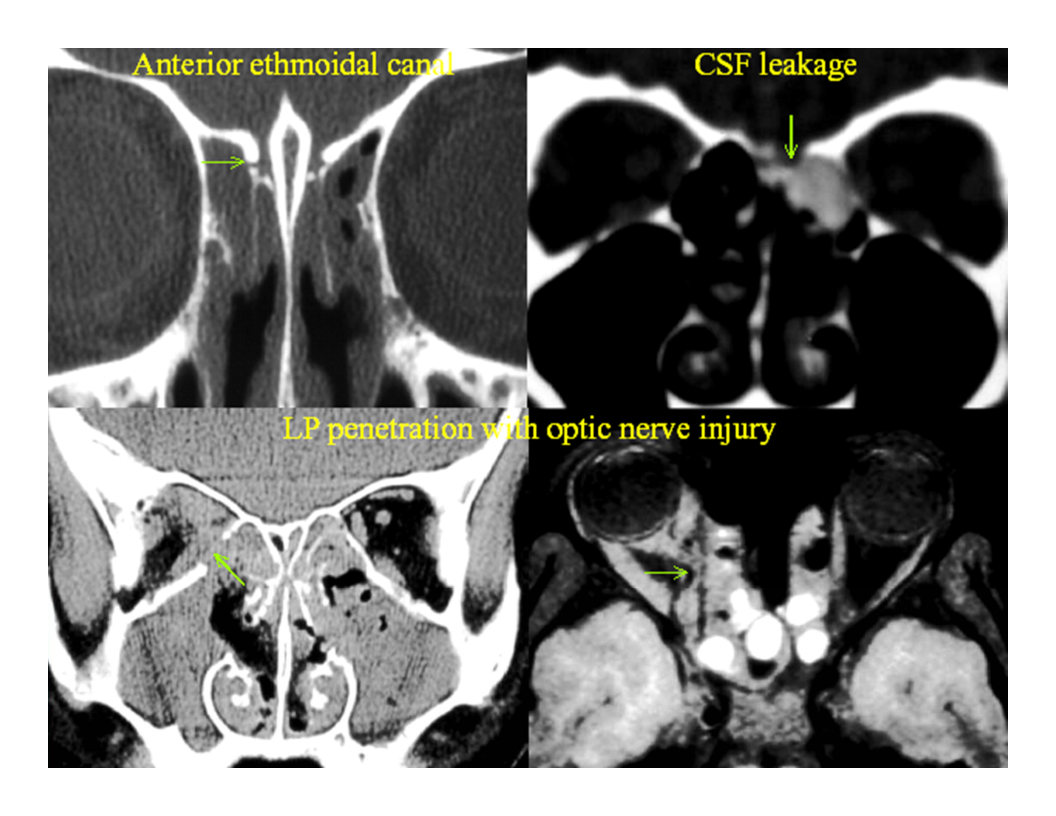 Anterior ethmoidal canal
CSF leakage
LP penetration with optic nerve injury